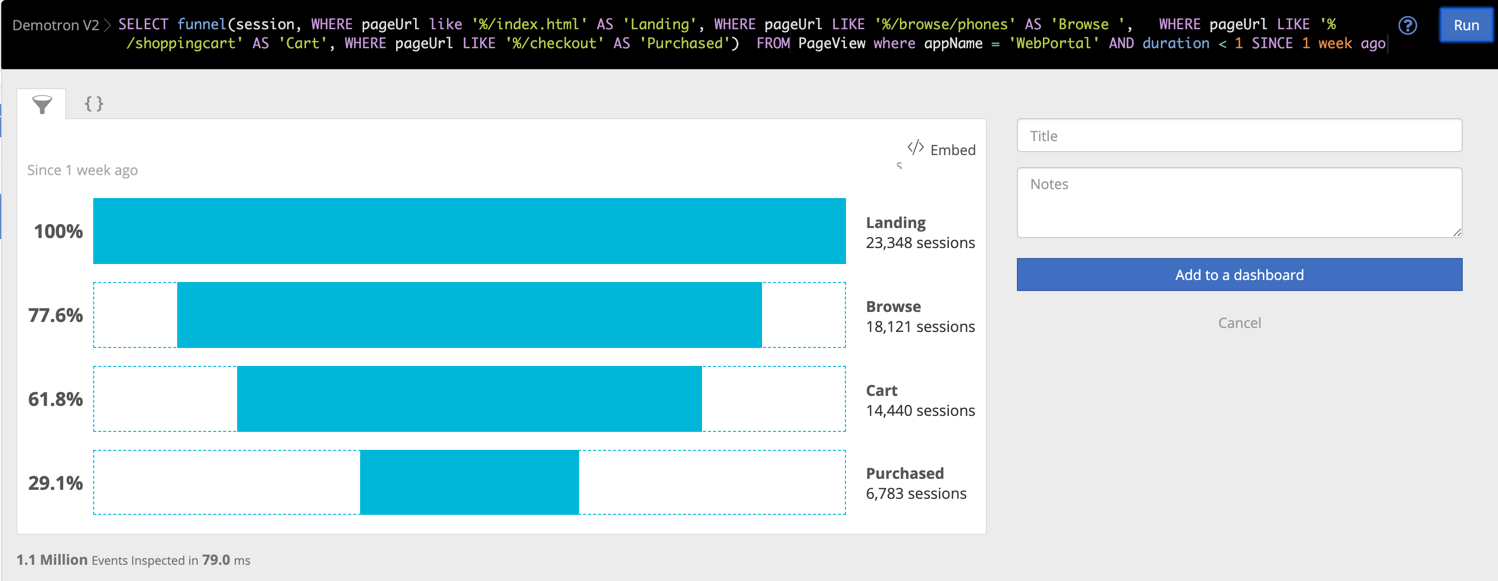 Demotron V2 > SELECT funnel(session, WHERE pageUrl like '%/index.html' AS 'Landing', WHERE pageUrl LIKE '%/browse/phones' AS 'Browse ',   WHERE pageUrl LIKE '%
/shoppingcart' AS 'Cart', WHERE pageUrl LIKE '%/checkout' AS 'Purchased')  FROM PageView where appName = 'WebPortal' AND duration < 1 SINCE 1 week ago
? Run
{ }
</> Embed
5
Since 1 week ago
100%
Landing
23,348 sessions
77.6%
Browse
18,121 sessions
61.8%
Cart
14,440 sessions
29.1%
Purchased
6,783 sessions
1.1 Million Events Inspected in 79.0 ms
Title
Notes
Add to a dashboard
Cancel